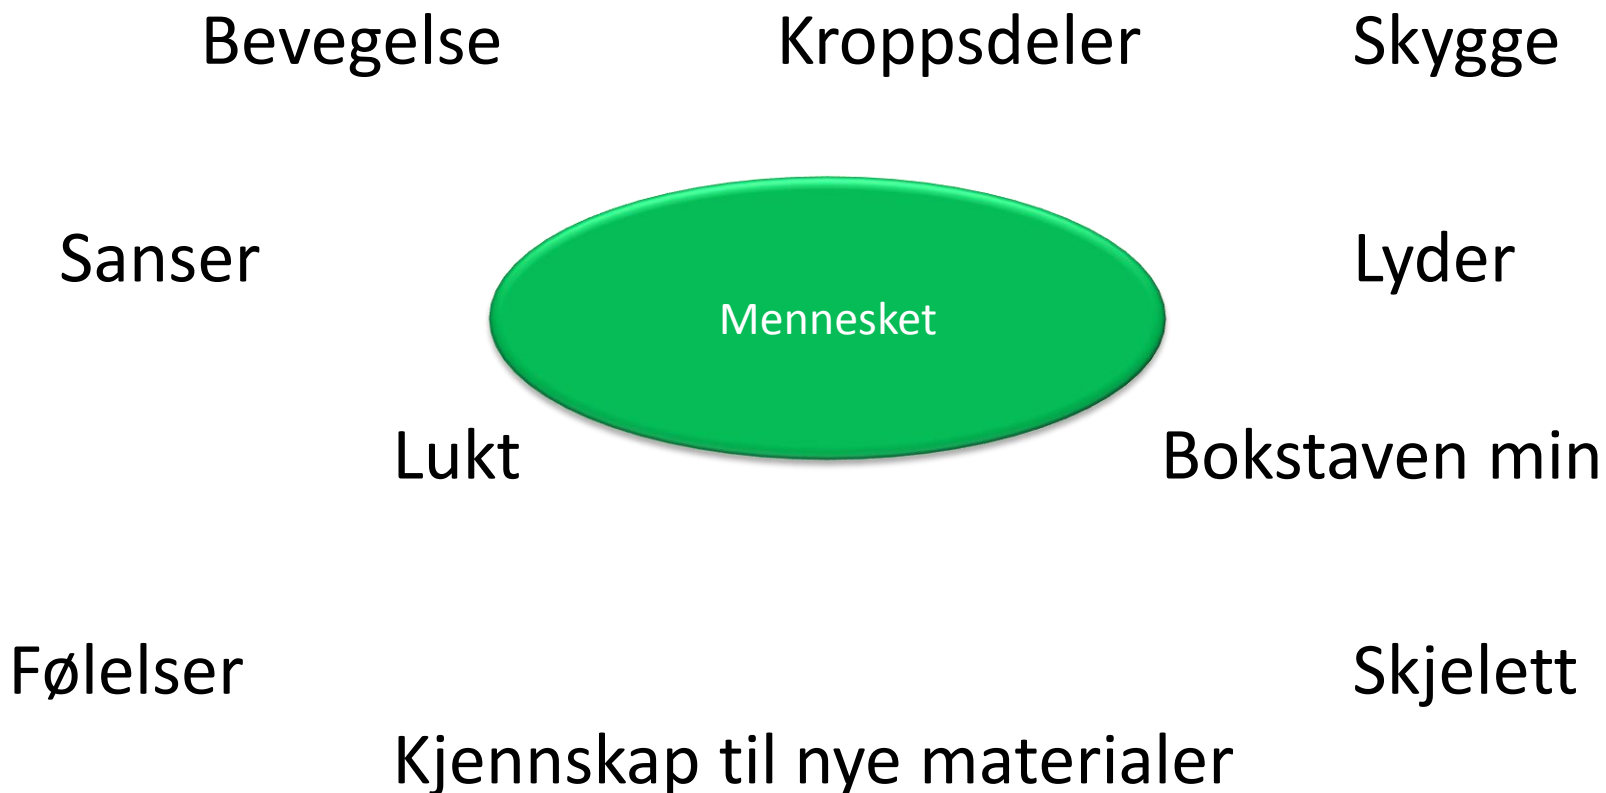 Bevegelse
Kroppsdeler
Skygge
Sanser
Lyder
Mennesket
Lukt
Bokstaven min
Følelser
Skjelett
Kjennskap til nye materialer